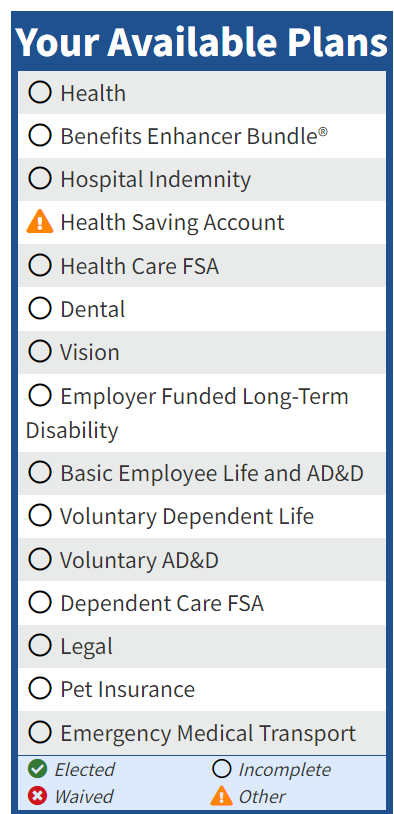 Your Available Plans
Health
Benefits Enhancer Bundle®
Hospital Indemnity
Health Saving Account
Health Care FSA
Dental
Vision
Employer Funded Long-Term
Disability
Basic Employee Life and AD&D
Voluntary Dependent Life
Voluntary AD&D
Dependent Care FSA
Legal
Pet Insurance
Emergency Medical Transport
Elected Incomplete
Waived Other